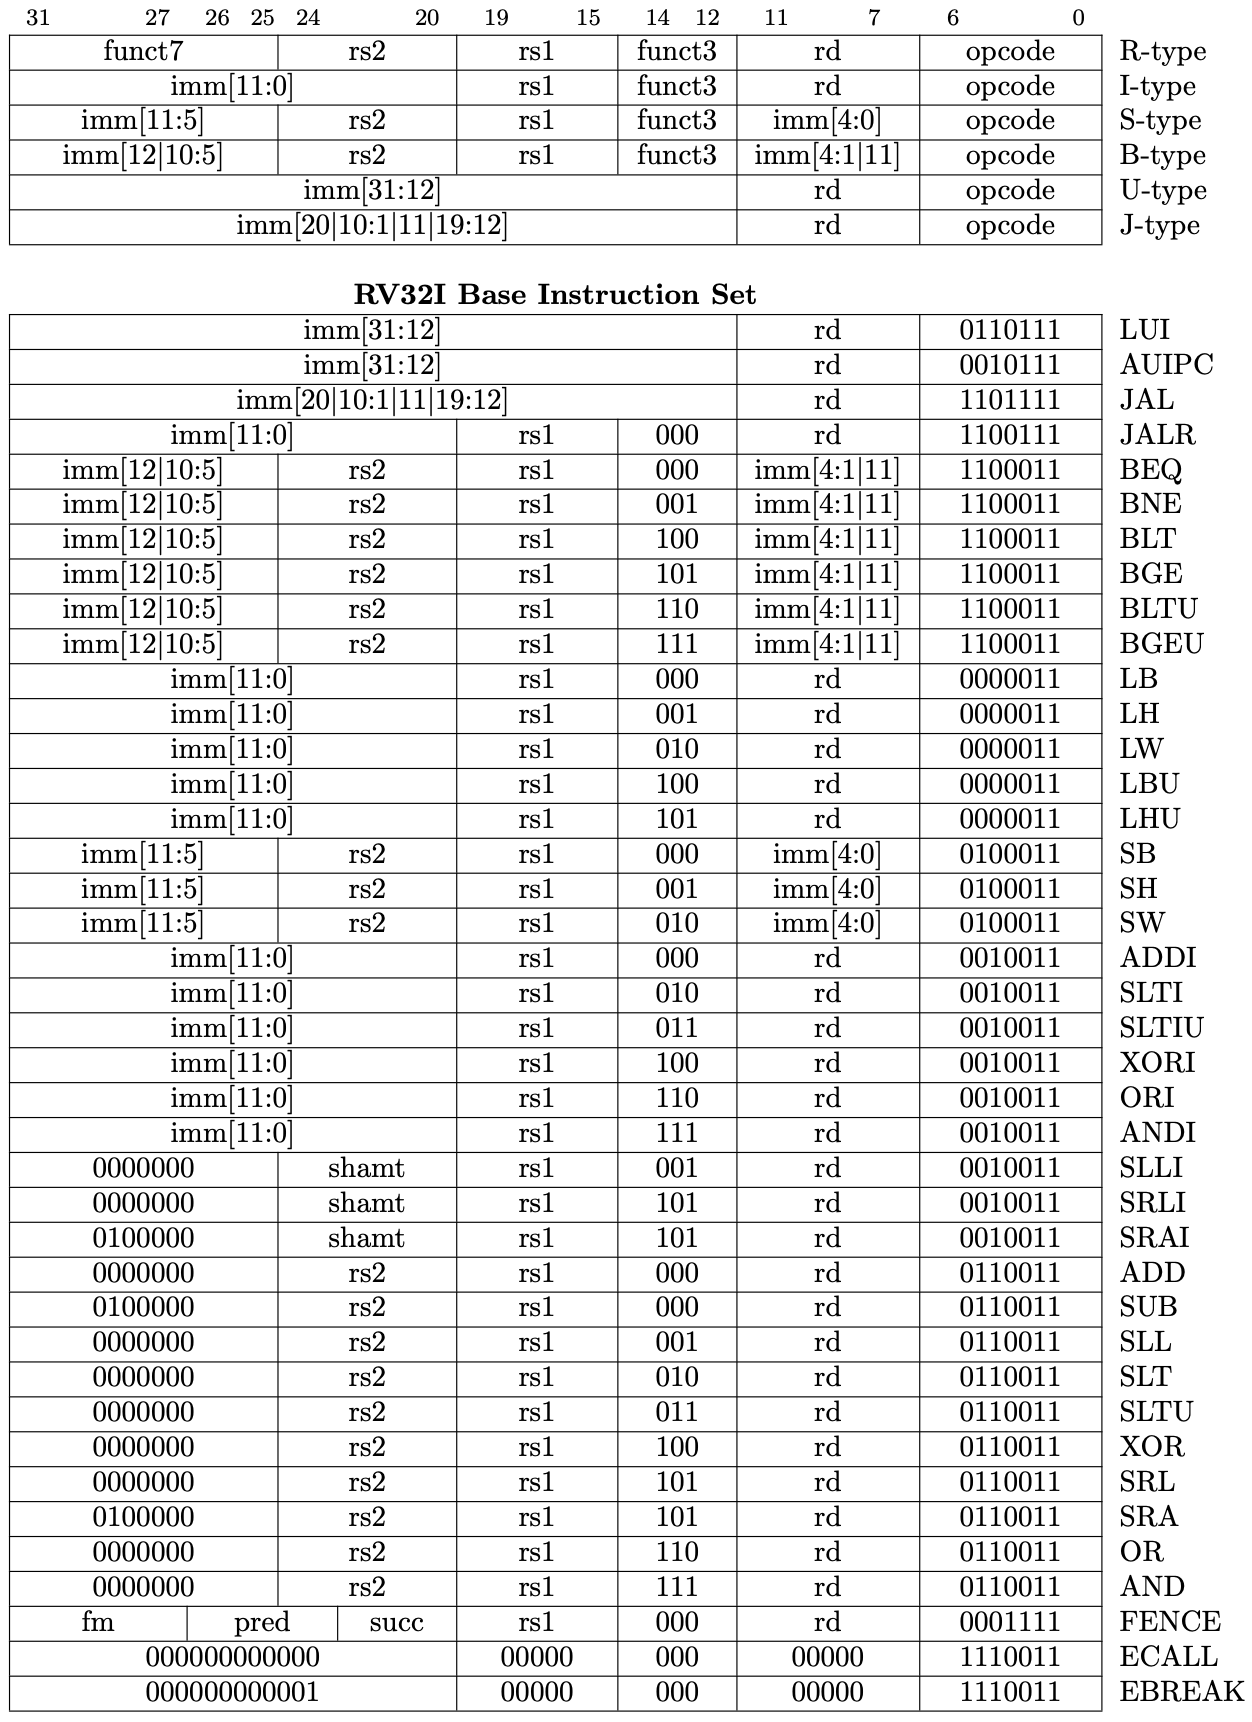 31 27 26 25 24 20 19 15 14 12 11 7 6 0
funct7 rs2 rs1 funct3 rd opcode R-type
imm[11:0] rs1 funct3 rd opcode I-type
imm[11:5] rs2 rs1 funct3 imm[4:0] opcode S-type
imm[12|10:5] rs2 rs1 funct3 imm[4:1|11] opcode B-type
imm[31:12] rd opcode U-type
imm[20|10:1|11|19:12] rd opcode J-type
RV32I Base Instruction Set
imm[31:12] rd 0110111 LUI
imm[31:12] rd 0010111 AUIPC
imm[20|10:1|11|19:12] rd 1101111 JAL
imm[11:0] rs1 000 rd 1100111 JALR
imm[12|10:5] rs2 rs1 000 imm[4:1|11] 1100011 BEQ
imm[12|10:5] rs2 rs1 001 imm[4:1|11] 1100011 BNE
imm[12|10:5] rs2 rs1 100 imm[4:1|11] 1100011 BLT
imm[12|10:5] rs2 rs1 101 imm[4:1|11] 1100011 BGE
imm[12|10:5] rs2 rs1 110 imm[4:1|11] 1100011 BLTU
imm[12|10:5] rs2 rs1 111 imm[4:1|11] 1100011 BGEU
imm[11:0] rs1 000 rd 0000011 LB
imm[11:0] rs1 001 rd 0000011 LH
imm[11:0] rs1 010 rd 0000011 LW
imm[11:0] rs1 100 rd 0000011 LBU
imm[11:0] rs1 101 rd 0000011 LHU
imm[11:5] rs2 rs1 000 imm[4:0] 0100011 SB
imm[11:5] rs2 rs1 001 imm[4:0] 0100011 SH
imm[11:5] rs2 rs1 010 imm[4:0] 0100011 SW
imm[11:0] rs1 000 rd 0010011 ADDI
imm[11:0] rs1 010 rd 0010011 SLTI
imm[11:0] rs1 011 rd 0010011 SLTIU
imm[11:0] rs1 100 rd 0010011 XORI
imm[11:0] rs1 110 rd 0010011 ORI
imm[11:0] rs1 111 rd 0010011 ANDI
0000000 shamt rs1 001 rd 0010011 SLLI
0000000 shamt rs1 101 rd 0010011 SRLI
0100000 shamt rs1 101 rd 0010011 SRAI
0000000 rs2 rs1 000 rd 0110011 ADD
0100000 rs2 rs1 000 rd 0110011 SUB
0000000 rs2 rs1 001 rd 0110011 SLL
0000000 rs2 rs1 010 rd 0110011 SLT
0000000 rs2 rs1 011 rd 0110011 SLTU
0000000 rs2 rs1 100 rd 0110011 XOR
0000000 rs2 rs1 101 rd 0110011 SRL
0100000 rs2 rs1 101 rd 0110011 SRA
0000000 rs2 rs1 110 rd 0110011 OR
0000000 rs2 rs1 111 rd 0110011 AND
fm pred succ rs1 000 rd 0001111 FENCE
000000000000 00000 000 00000 1110011 ECALL
000000000001 00000 000 00000 1110011 EBREAK